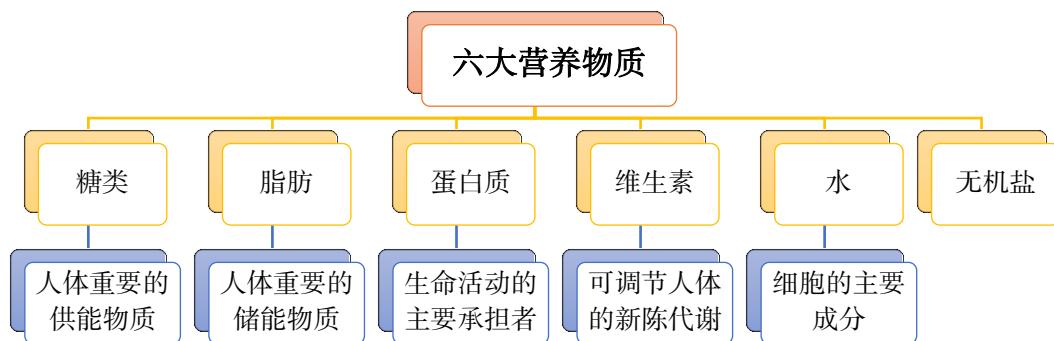 六大营养物质
糖类
脂肪
蛋白质
维生素
水
无机盐
人体重要的
供能物质
人体重要的
储能物质
生命活动的
主要承担者
可调节人体
的新陈代谢
细胞的主要
成分